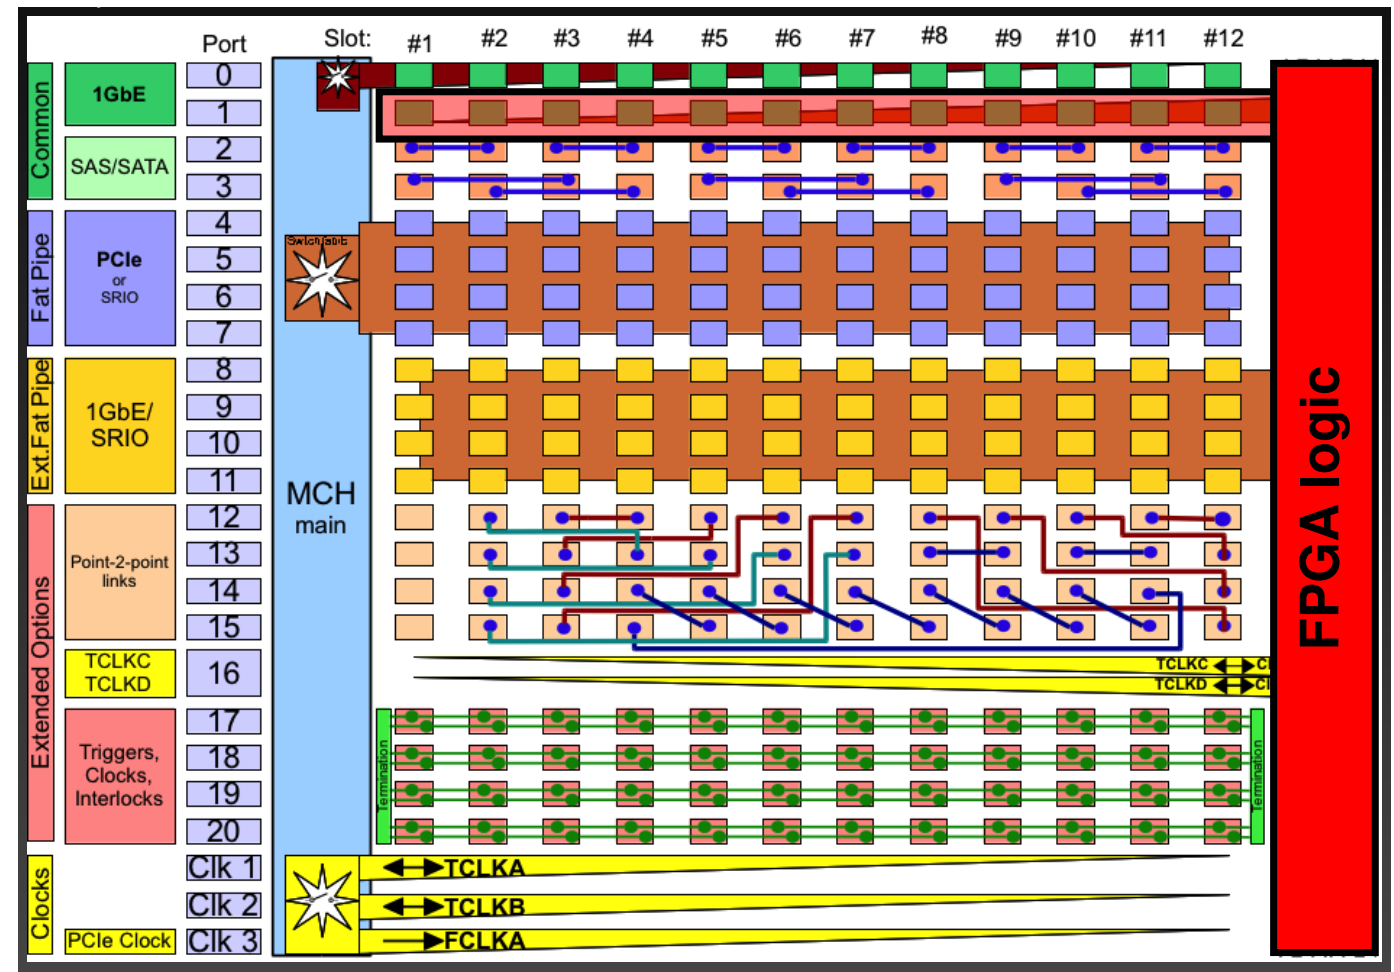 Slot:
#1 #2 #3 #4 #5 #6 #7 #8 #9 #10 #11 #12
Port
0
1
2
3
4
5
6
7
8
9
10
11
12
13
14
15
16
17
18
19
20
Clk 1
Clk 2
Clk 3
Common
Fat Pipe
Ext.Fat Pipe
Extended Options
Clocks
1GbE
SAS/SATA
PCIe
or
SRIO
1GbE/
SRIO
Point-2-point
links
TCLKC
TCLKD
Triggers,
Clocks,
Interlocks
PCIe Clock
MCH
main
TCLKC
TCLKD
Termination
Termination
TCLKA
TCLKB
FCLKA
FPGA logic